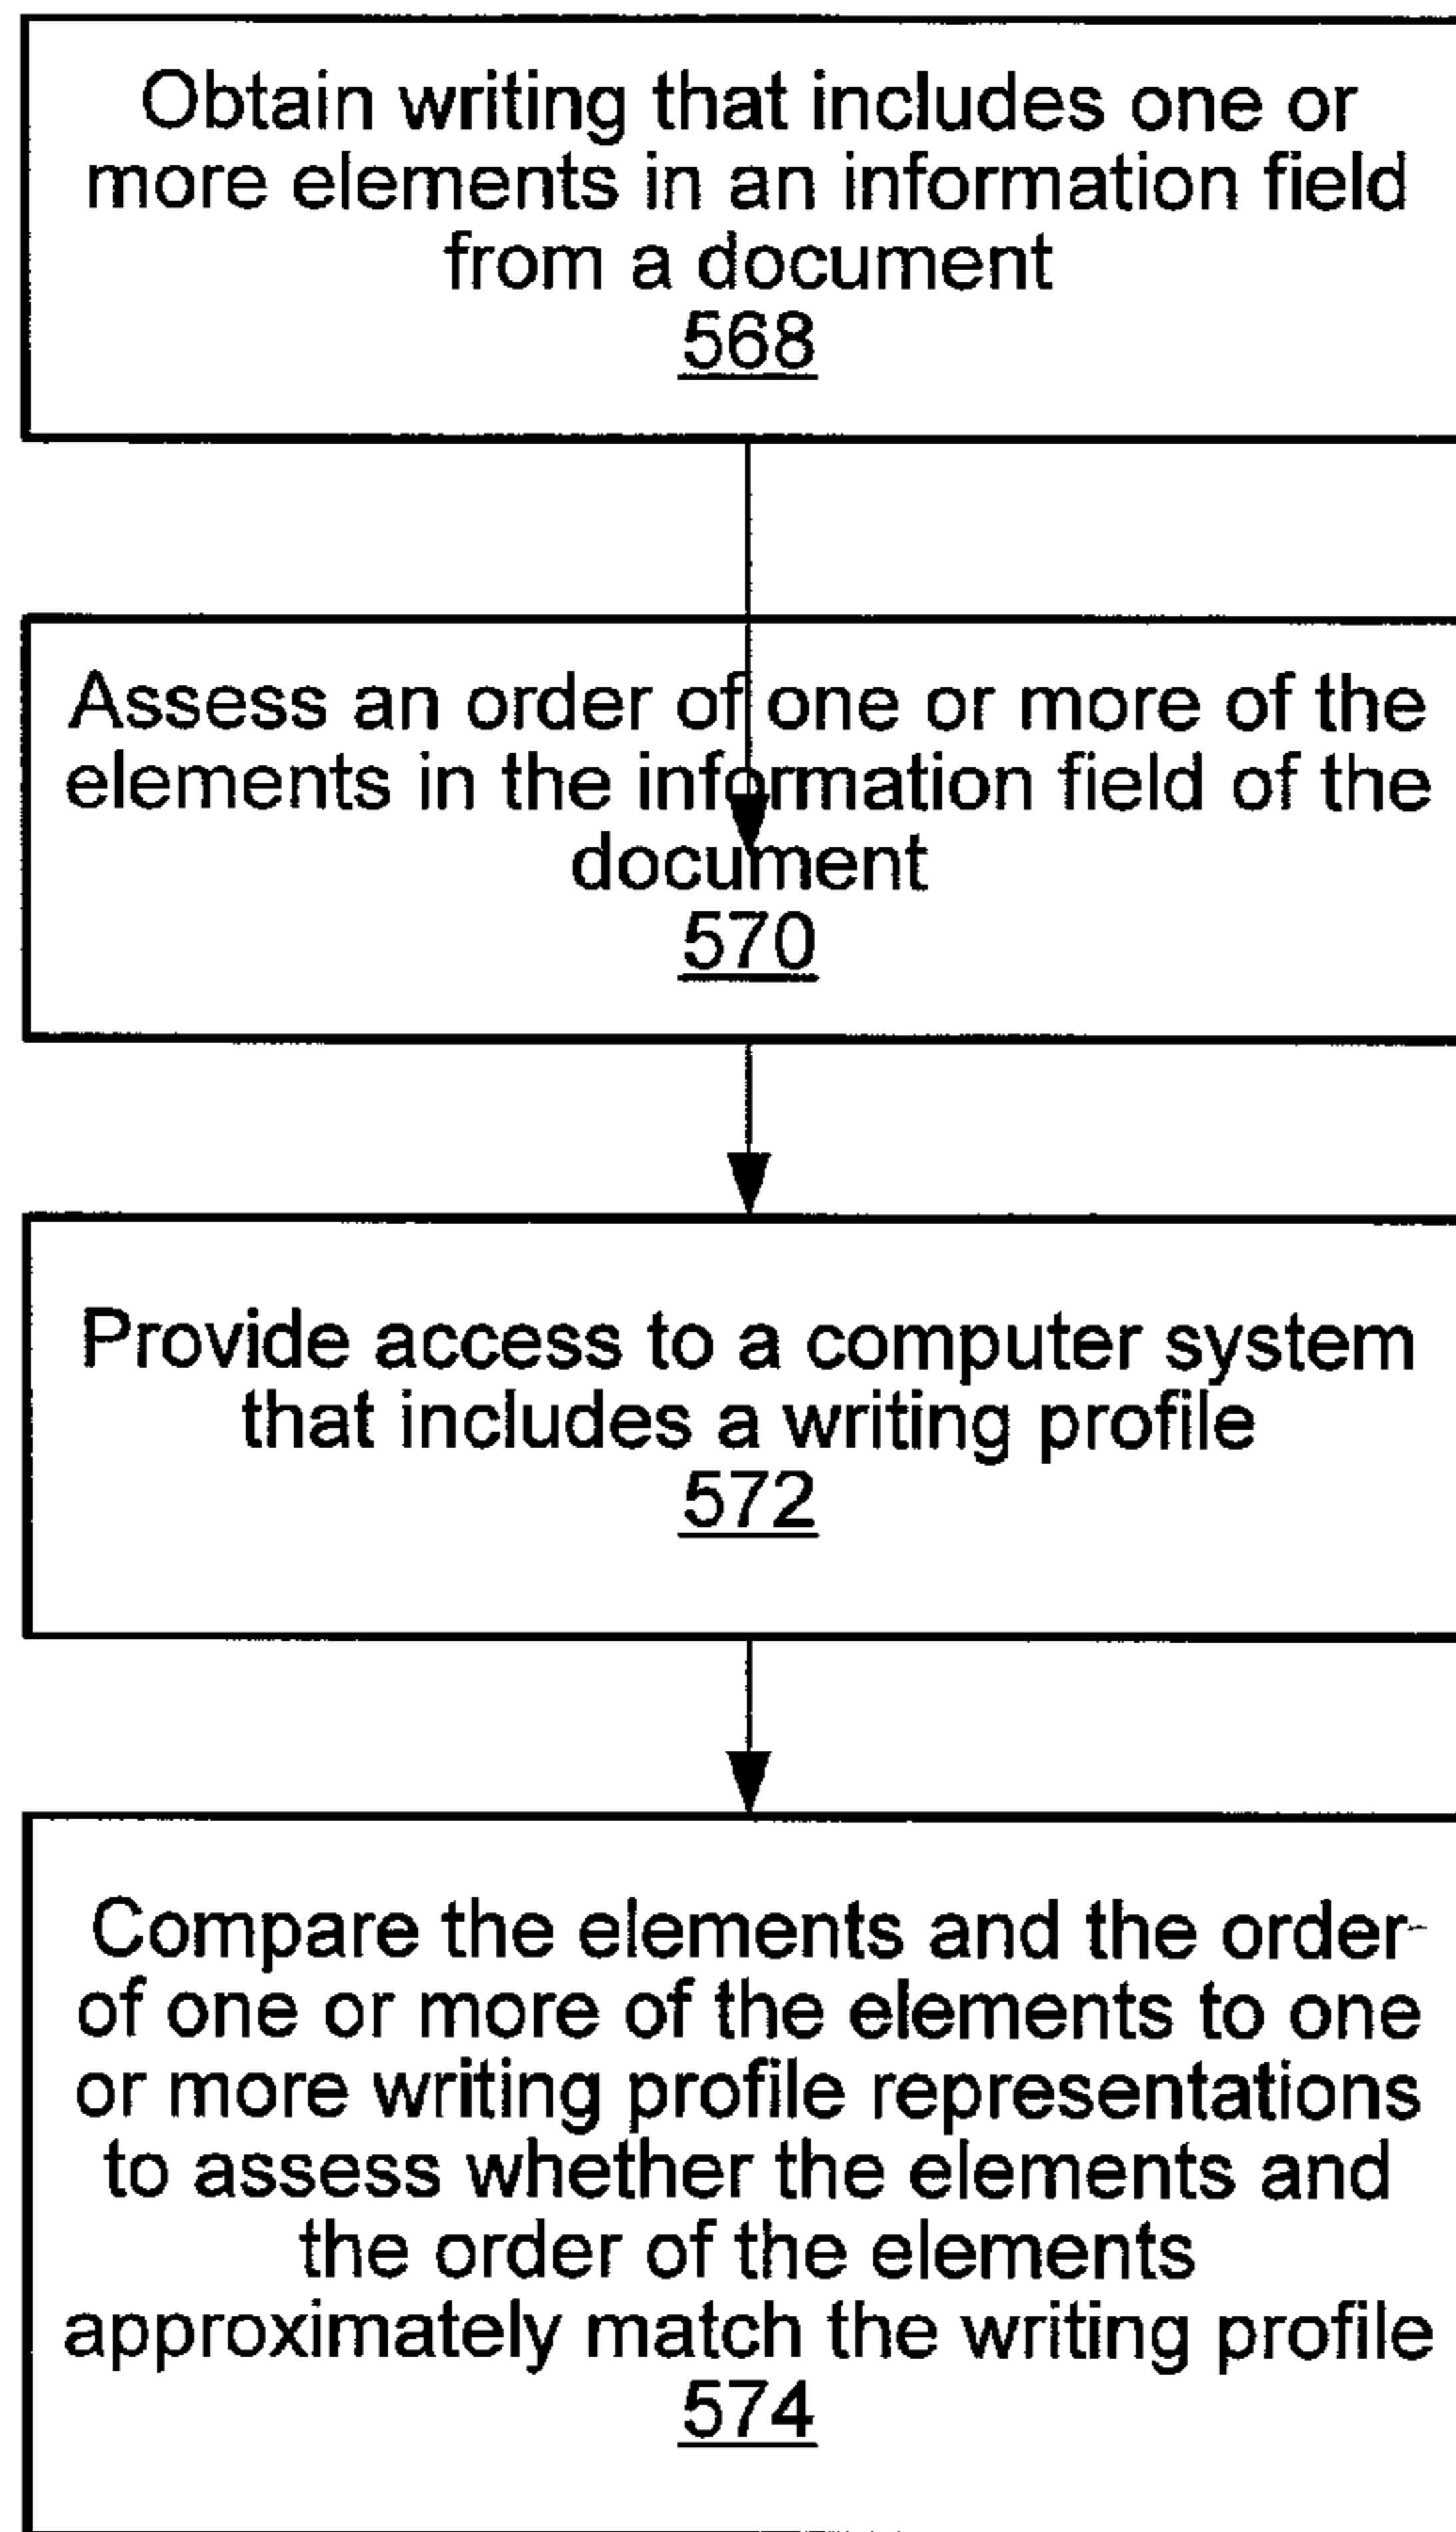 Obtain writing that includes one or
more elements in an information field
from a document
568
Assess an order of one or more of the
elements in the information field of the
document
570
Provide access to a computer system
that includes a writing profile
572
Compare the elements and the order
of one or more of the elements to one
or more writing profile representations
to assess whether the elements and
the order of the elements
approximately match the writing profile
574